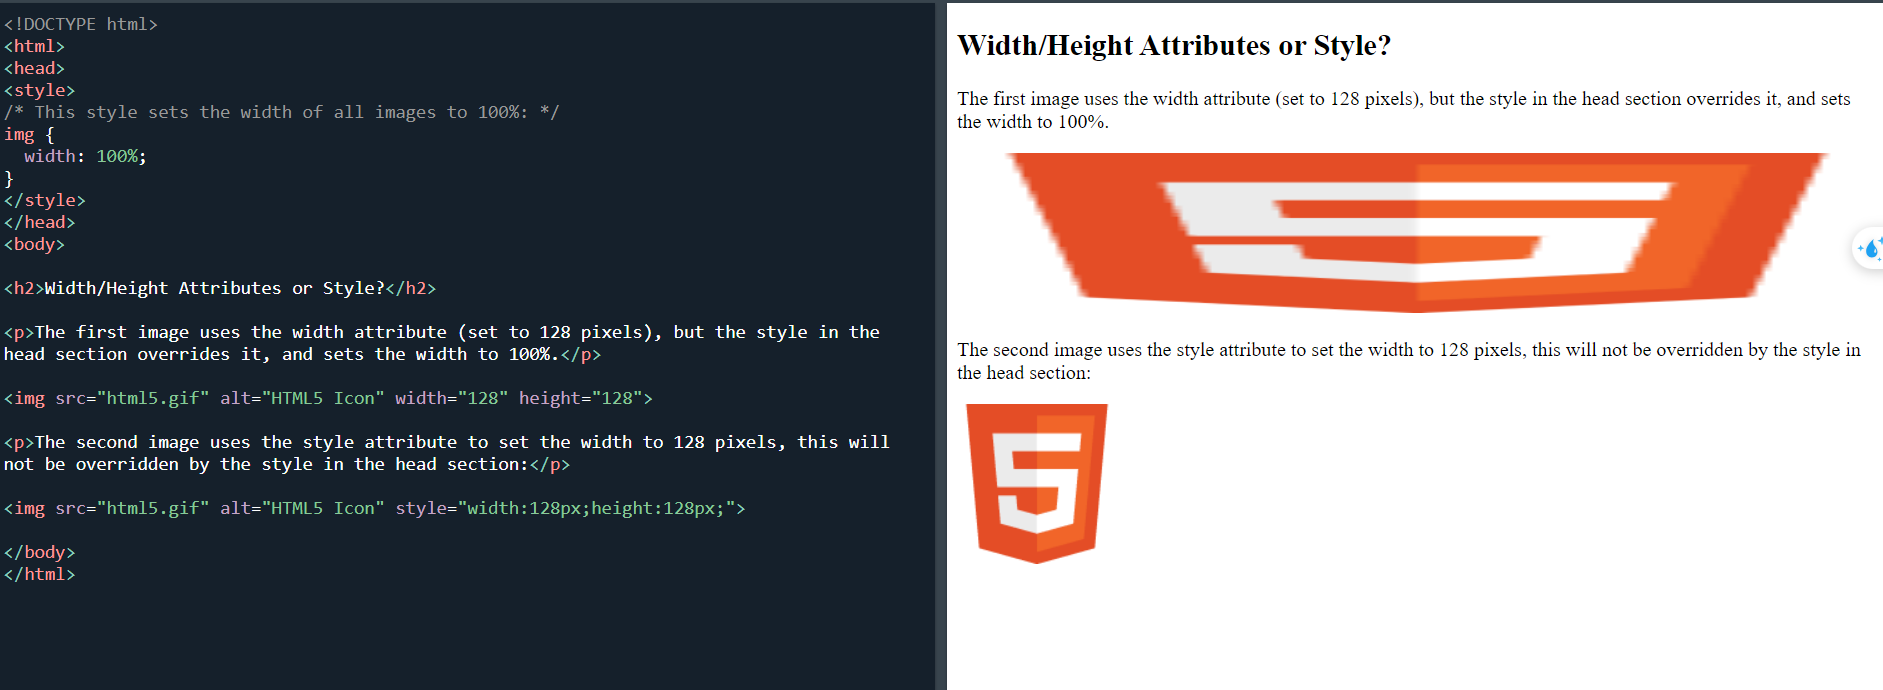 <!DOCTYPE html>
<html>
<head>
<style>
/* This style sets the width of all images to 100%: */
img {
  width: 100%;
}
</style>
</head>
<body>
<h2>Width/Height Attributes or Style?</h2>
<p>The first image uses the width attribute (set to 128 pixels), but the style in the
head section overrides it, and sets the width to 100%.</p>
<img src="html5.gif" alt="HTML5 Icon" width="128" height="128">
<p>The second image uses the style attribute to set the width to 128 pixels, this will
not be overridden by the style in the head section:</p>
<img src="html5.gif" alt="HTML5 Icon" style="width:128px;height:128px;">
</body>
</html>
Width/Height Attributes or Style?
The first image uses the width attribute (set to 128 pixels), but the style in the head section overrides it, and sets
the width to 100%.
5
The second image uses the style attribute to set the width to 128 pixels, this will not be overridden by the style in
the head section:
5